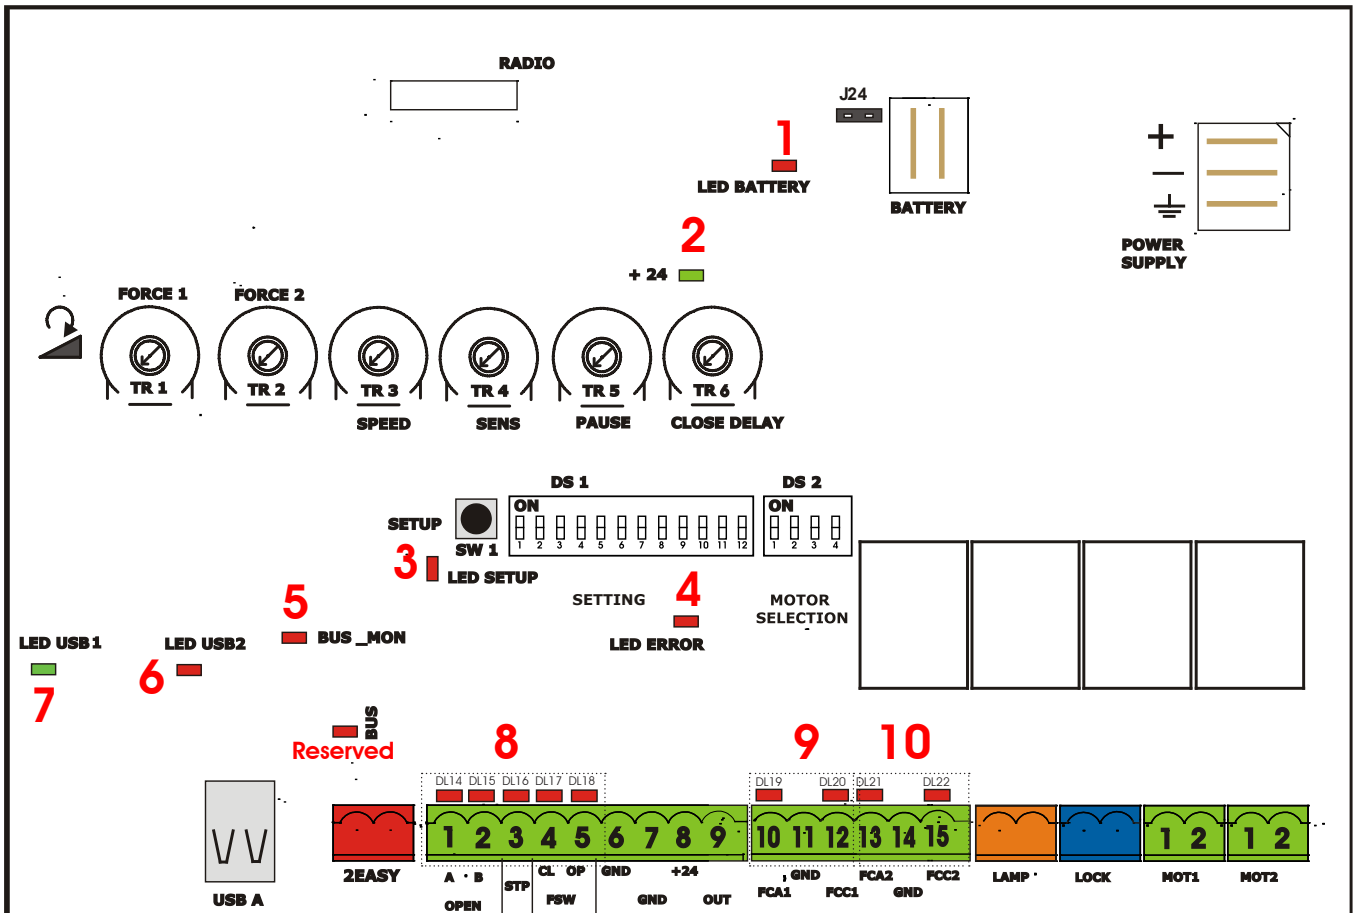 RADIO
J24
1
LED BATTERY
BATTERY
+
—
POWER
SUPPLY
2
+ 24
FORCE 1
FORCE 2
TR 1
TR 2
TR 3
TR 4
TR 5
TR 6
SPEED
SENS
PAUSE
CLOSE DELAY
DS 1
DS 2
ON
ON
SETUP
SW 1
1 2 3 4 5 6 7 8 9 10 11 12
1 2 3 4
3
LED SETUP
SETTING
4
MOTOR
SELECTION
LED ERROR
5
BUS _MON
LED USB1
LED USB2
6
7
BUS
Reserved
8
9
10
DL14 DL15 DL16 DL17 DL18
DL19 DL20 DL21 DL22
1 2 3 4 5 6 7 8 9
10 11 12 13 14 15
1 2
1 2
USB A
2EASY
A B
OPEN
STP
CL OP
FSW
GND
GND
+24
OUT
FCA1
GND
FCC1
FCA2
GND
FCC2
LAMP
LOCK
MOT1
MOT2